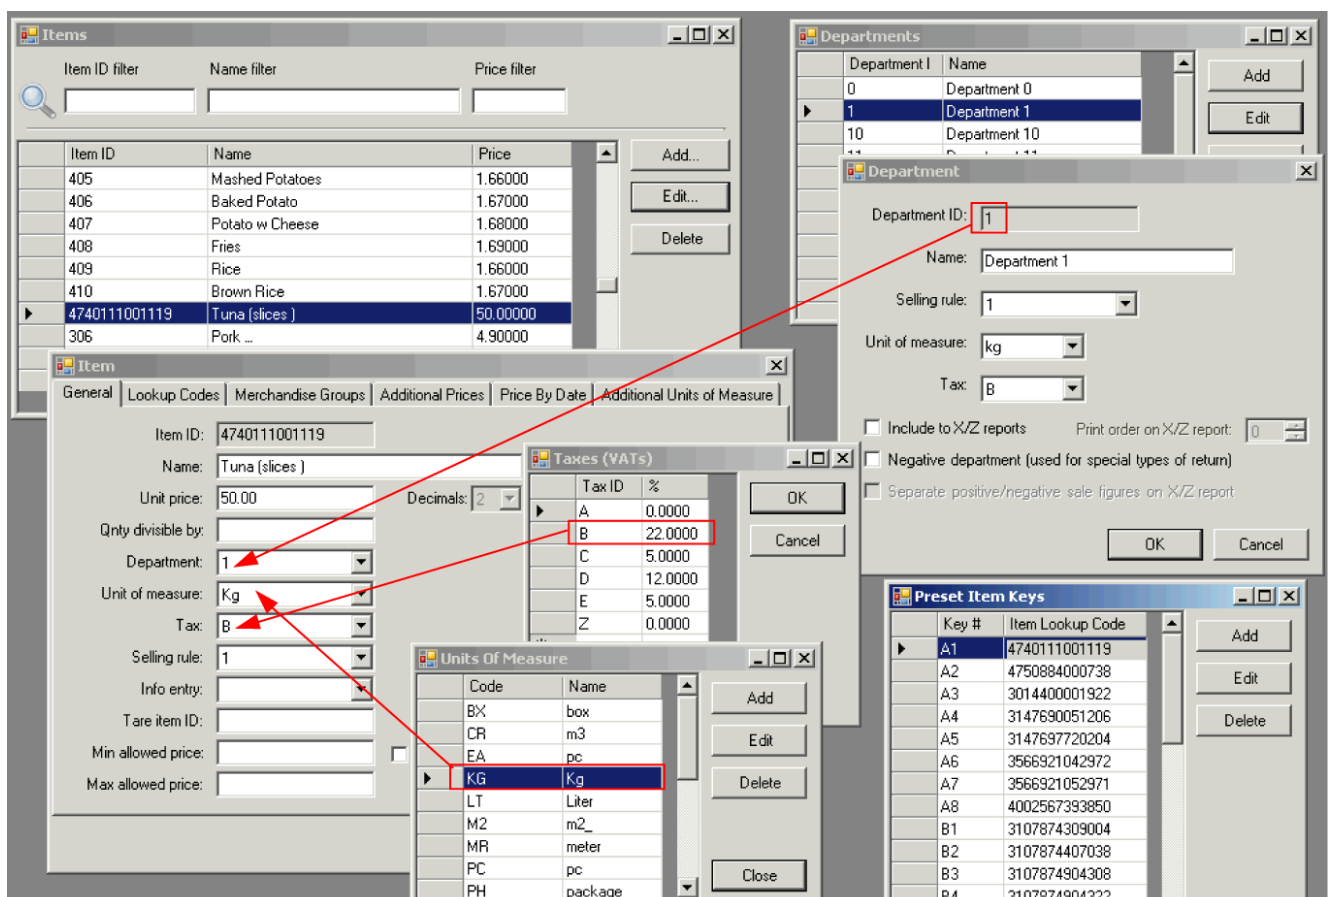 Items
Item ID filter Name filter Price filter
Item ID Name Price
405 Mashed Potatoes 1.66000
406 Baked Potato 1.67000
407 Potato w Cheese 1.68000
408 Fries 1.69000
409 Rice 1.66000
410 Brown Rice 1.67000
4740111001119 Tuna (slices ) 50.00000
306 Pork ... 4.90000
Add...
Edit...
Delete
Departments
Department I Name
0 Department 0
1 Department 1
10 Department 10
Add
Edit
Department
Department ID: 1
Name: Department 1
Selling rule: 1
Unit of measure: kg
Tax: B
Include to X/Z reports Print order on X/Z report: 0
Negative department (used for special types of return)
Separate positive/negative sale figures on X/Z report
OK Cancel
Item
General Lookup Codes Merchandise Groups Additional Prices Price By Date Additional Units of Measure
Item ID: 4740111001119
Name: Tuna (slices )
Unit price: 50.00 Decimals: 2
Qnty divisible by:
Department: 1
Unit of measure: Kg
Tax: B
Selling rule: 1
Info entry:
Tare item ID:
Min allowed price:
Max allowed price:
Taxes (VATs)
Tax ID %
A 0.0000
B 22.0000
C 5.0000
D 12.0000
E 5.0000
Z 0.0000
OK
Cancel
Units Of Measure
Code Name
BX box
CR m3
EA pc
KG Kg
LT Liter
M2 m2_
MR meter
PC pc
PH package
Add
Edit
Delete
Close
Preset Item Keys
Key # Item Lookup Code
A1 4740111001119
A2 4750884000738
A3 3014400001922
A4 3147690051206
A5 3147697720204
A6 3566921042972
A7 3566921052971
A8 4002567393850
B1 3107874309004
B2 3107874407038
B3 3107874904308
B4 3107874904322
Add
Edit
Delete